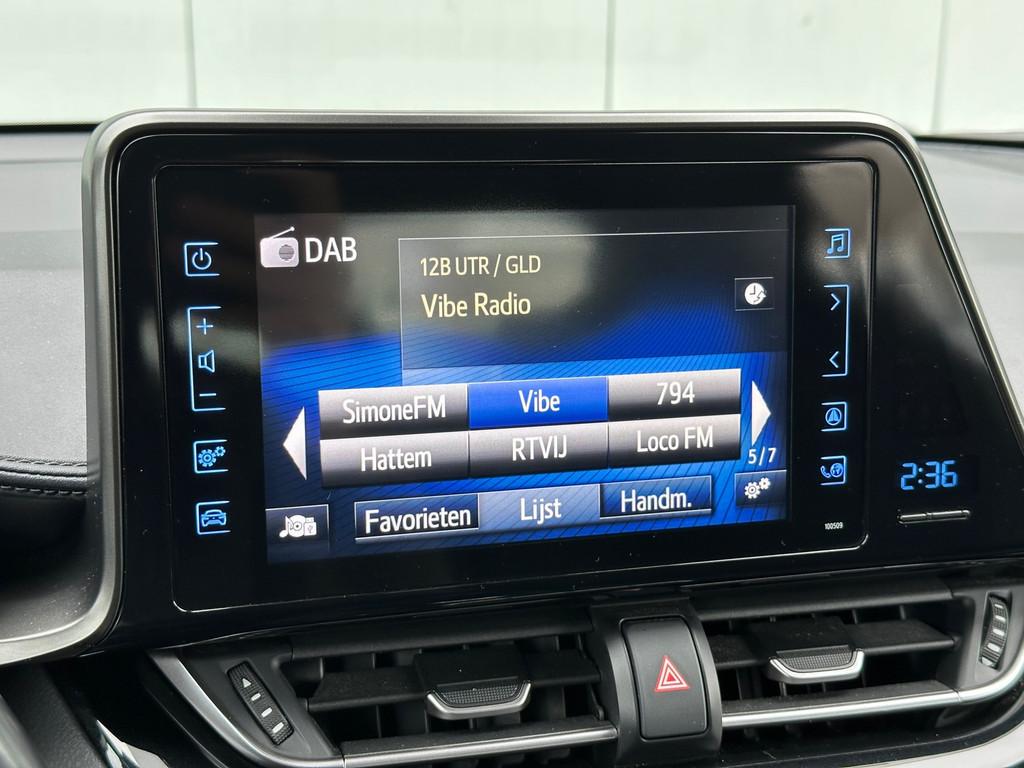 DAB
12B UTR / GLD
Vibe Radio
SimoneFM Vibe 794
Hattem RTVIJ Loco FM
5/7
Favorieten Lijst Handm.
100509
2:36